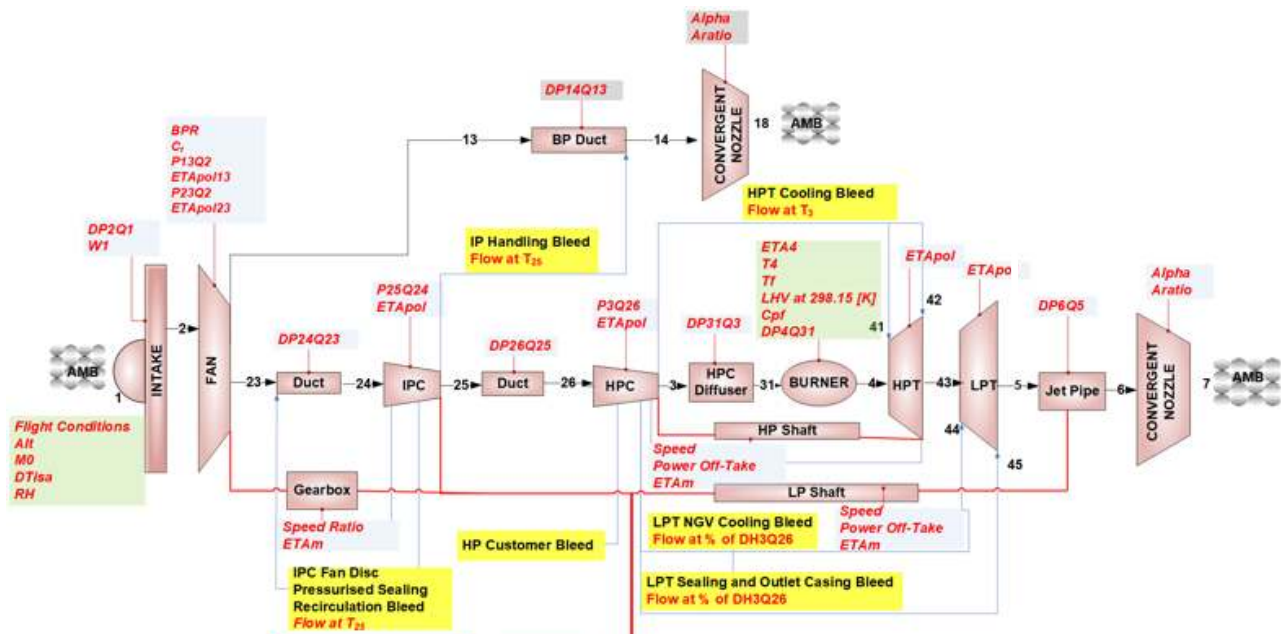 Alpha
Aratio
DP14Q13
CONVERGENT
NOZZLE
18
AMB
13
BP Duct
14
BPR
Cᵣ
P13Q2
ETApol13
P23Q2
ETApol23
HPT Cooling Bleed
Flow at T₃
DP2Q1
W1
IP Handling Bleed
Flow at T₂₅
ETA4
T4
Tf
LHV at 298.15 [K]
Cpf
DP4Q31
ETApol
ETApo
P25Q24
ETApol
P3Q26
ETApol
42
41
Alpha
Aratio
DP24Q23
DP26Q25
DP31Q3
DP6Q5
AMB
1
INTAKE
2
FAN
23
Duct
24
IPC
25
Duct
26
HPC
3
HPC
Diffuser
31
BURNER
4
HPT
43
LPT
5
Jet Pipe
6
CONVERGENT
NOZZLE
7
AMB
44
45
Flight Conditions
Alt
M0
DTisa
RH
HP Shaft
Speed
Power Off-Take
ETAm
Gearbox
LP Shaft
Speed Ratio
ETAm
Speed
Power Off-Take
ETAm
HP Customer Bleed
LPT NGV Cooling Bleed
Flow at % of DH3Q26
IPC Fan Disc
Pressurised Sealing
Recirculation Bleed
Flow at T₂₅
LPT Sealing and Outlet Casing Bleed
Flow at % of DH3Q26